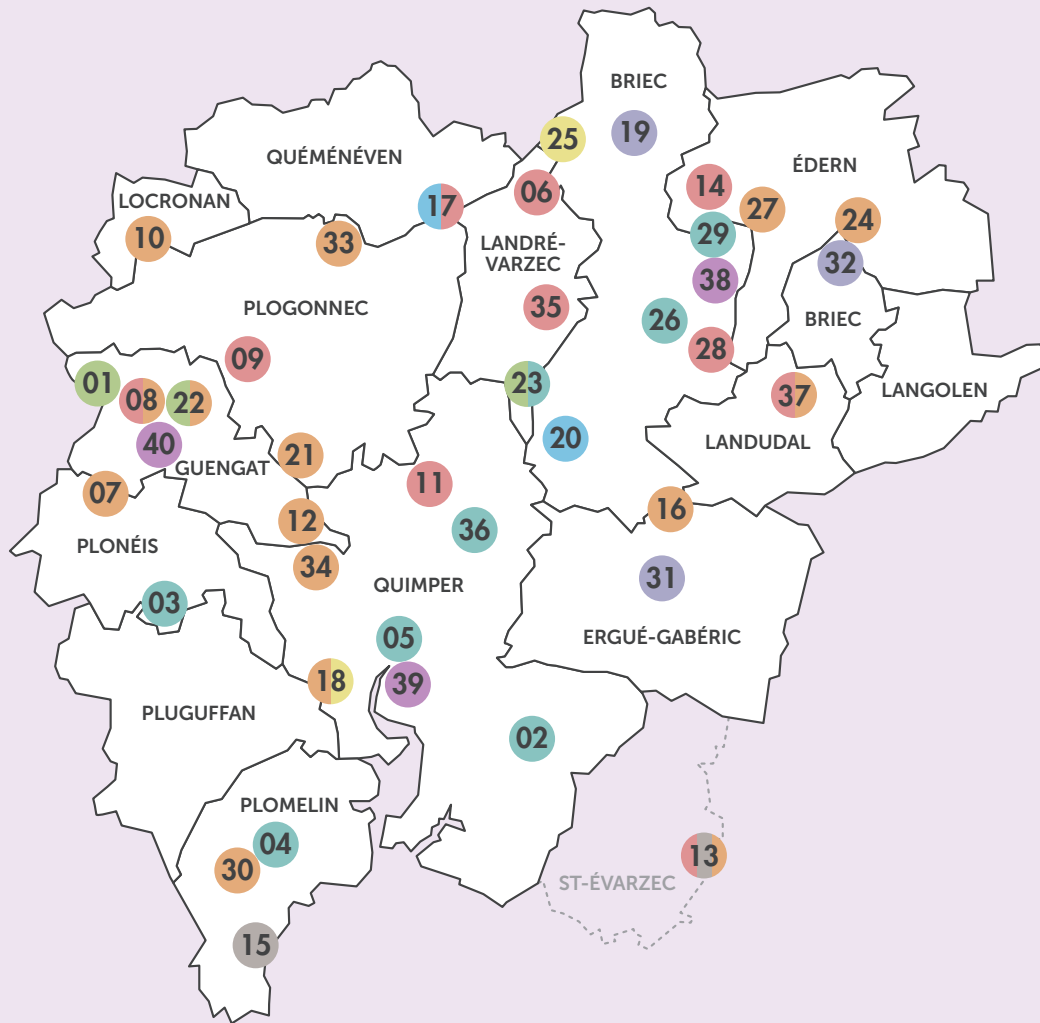 BRIEC
19
25
QUÉMÉNÉVEN
ÉDERN
14
LOCRONAN
06
17
27
24
10
33
LANDRÉ-
VARZEC
29
32
38
PLOGONNEC
35
26
BRIEC
28
09
01
23
LANGOLEN
08
22
37
40
20
LANDUDAL
GUENGAT
21
11
07
12
36
16
PLONÉIS
34
QUIMPER
31
03
05
ERGUÉ-GABÉRIC
18
39
PLUGUFFAN
02
PLOMELIN
04
30
13
ST-ÉVARZEC
15